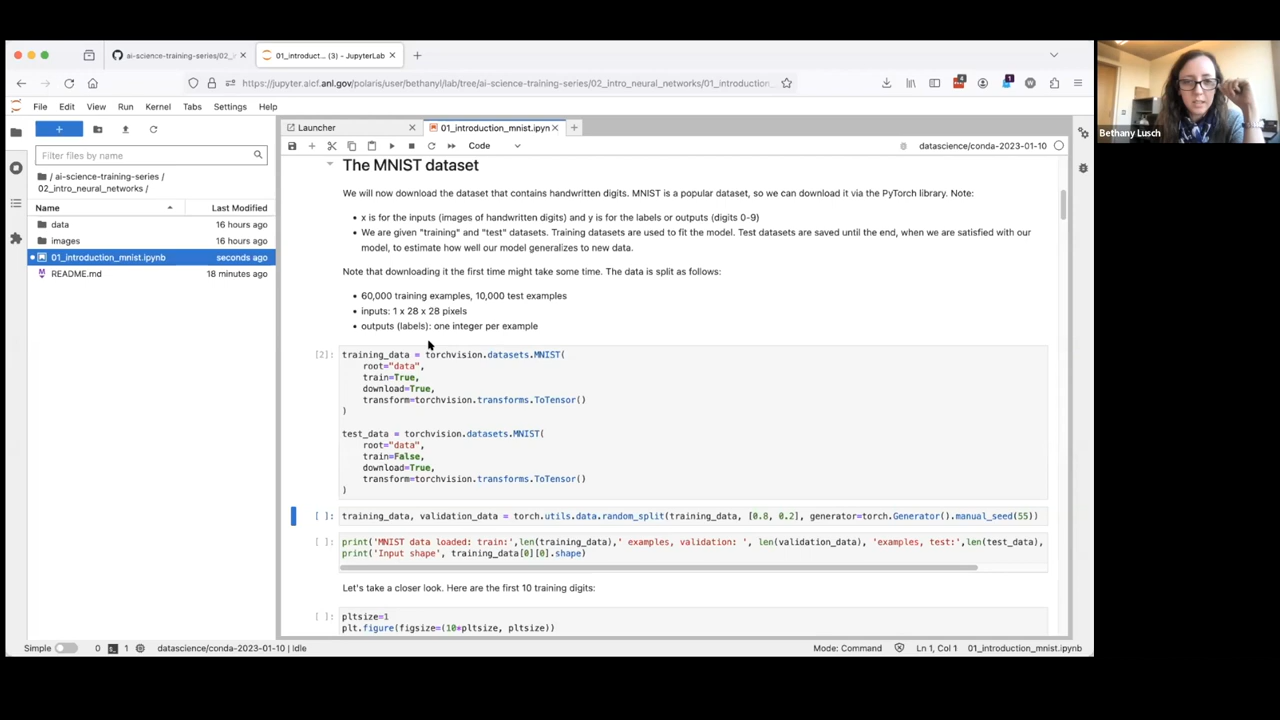 ai-science-training-series/02_
01_introduct… (3) - JupyterLab
https://jupyter.alcf.anl.gov/polaris/user/bethanyl/lab/tree/ai-science-training-series/02_intro_neural_networks/01_introduction
4
1
File Edit View Run Kernel Tabs Settings Help
Launcher
01_introduction_mnist.ipyn
Filter files by name
Code
datascience/conda-2023-01-10
/ ai-science-training-series /
02_intro_neural_networks /
Name Last Modified
data 16 hours ago
images 16 hours ago
01_introduction_mnist.ipynb seconds ago
README.md 18 minutes ago
The MNIST dataset
We will now download the dataset that contains handwritten digits. MNIST is a popular dataset, so we can download it via the PyTorch library. Note:
• x is for the inputs (images of handwritten digits) and y is for the labels or outputs (digits 0-9)
• We are given "training" and "test" datasets. Training datasets are used to fit the model. Test datasets are saved until the end, when we are satisfied with our
model, to estimate how well our model generalizes to new data.
Note that downloading it the first time might take some time. The data is split as follows:
• 60,000 training examples, 10,000 test examples
• inputs: 1 x 28 x 28 pixels
• outputs (labels): one integer per example
[2]: training_data = torchvision.datasets.MNIST(
root="data",
train=True,
download=True,
transform=torchvision.transforms.ToTensor()
)
test_data = torchvision.datasets.MNIST(
root="data",
train=False,
download=True,
transform=torchvision.transforms.ToTensor()
)
[ ]: training_data, validation_data = torch.utils.data.random_split(training_data, [0.8, 0.2], generator=torch.Generator().manual_seed(55))
[ ]: print('MNIST data loaded: train:',len(training_data),' examples, validation: ', len(validation_data), 'examples, test:',len(test_data),
print('Input shape', training_data[0][0].shape)
Let's take a closer look. Here are the first 10 training digits:
[ ]: pltsize=1
plt.figure(figsize=(10*pltsize, pltsize))
Simple 0 1 datascience/conda-2023-01-10 | Idle
Mode: Command Ln 1, Col 1 01_introduction_mnist.ipynb
Bethany Lusch